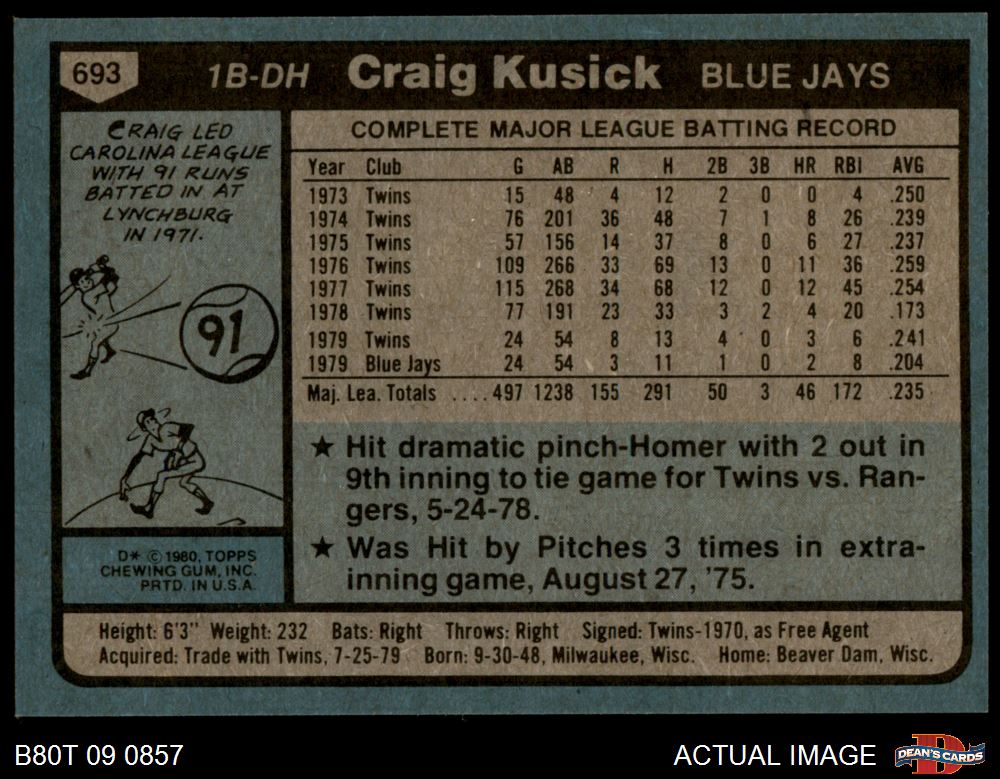 693 1B-DH Craig Kusick BLUE JAYS
CRAIG LED
CAROLINA LEAGUE
WITH 91 RUNS
BATTED IN AT
LYNCHBURG
IN 1971.
91
COMPLETE MAJOR LEAGUE BATTING RECORD
Year Club G AB R H 2B 3B HR RBI AVG
1973 Twins 15 48 4 12 2 0 0 4 .250
1974 Twins 76 201 36 48 7 1 8 26 .239
1975 Twins 57 156 14 37 8 0 6 27 .237
1976 Twins 109 266 33 69 13 0 11 36 .259
1977 Twins 115 268 34 68 12 0 12 45 .254
1978 Twins 77 191 23 33 3 2 4 20 .173
1979 Twins 24 54 8 13 4 0 3 6 .241
1979 Blue Jays 24 54 3 11 1 0 2 8 .204
Maj. Lea. Totals ....497 1238 155 291 50 3 46 172 .235
★ Hit dramatic pinch-Homer with 2 out in
9th inning to tie game for Twins vs. Ran-
gers, 5-24-78.
★ Was Hit by Pitches 3 times in extra-
inning game, August 27, '75.
D* © 1980, TOPPS
CHEWING GUM, INC.
PRTD. IN U.S.A.
Height: 6'3" Weight: 232 Bats: Right Throws: Right Signed: Twins-1970, as Free Agent
Acquired: Trade with Twins, 7-25-79 Born: 9-30-48, Milwaukee, Wisc. Home: Beaver Dam, Wisc.
B80T 09 0857 ACTUAL IMAGE DEAN'S CARDS